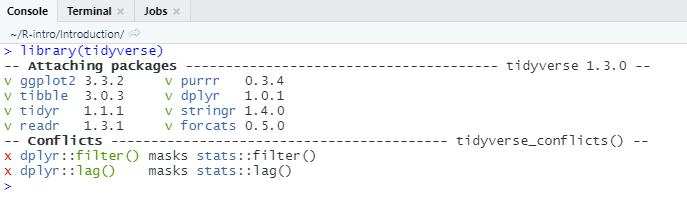 Console Terminal × Jobs ×
~/R-intro/Introduction/
> library(tidyverse)
-- Attaching packages --------------------------------------- tidyverse 1.3.0 --
v ggplot2 3.3.2     v purrr   0.3.4
v tibble  3.0.3     v dplyr   1.0.1
v tidyr   1.1.1     v stringr 1.4.0
v readr   1.3.1     v forcats 0.5.0
-- Conflicts ------------------------------------------ tidyverse_conflicts() --
x dplyr::filter() masks stats::filter()
x dplyr::lag()    masks stats::lag()
>